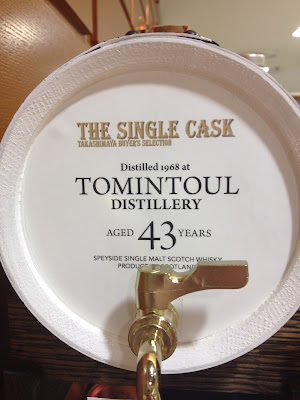 THE SINGLE CASK
TAKASHIMAYA BUYER'S SELECTION
Distilled 1968 at
TOMINTOUL
DISTILLERY
AGED 43 YEARS
SPEYSIDE SINGLE MALT SCOTCH WHISKY
SCOTLAND